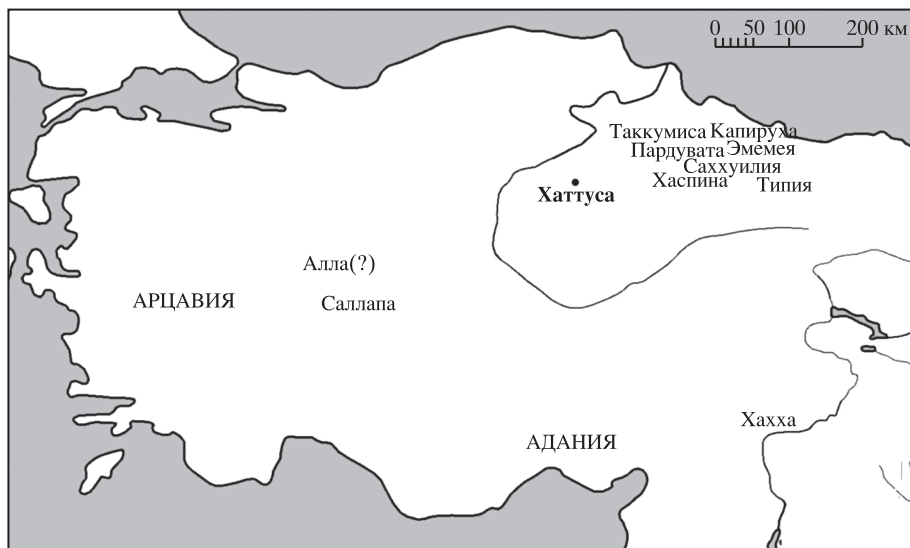 0 50 100 200 км
Таккумиса Капируха
Пардувата Эмемея
Саххуилия
Хаспина Типия
Хаттуса
Алла(?)
АРЦАВИЯ Саллапа
Хахха
АДАНИЯ